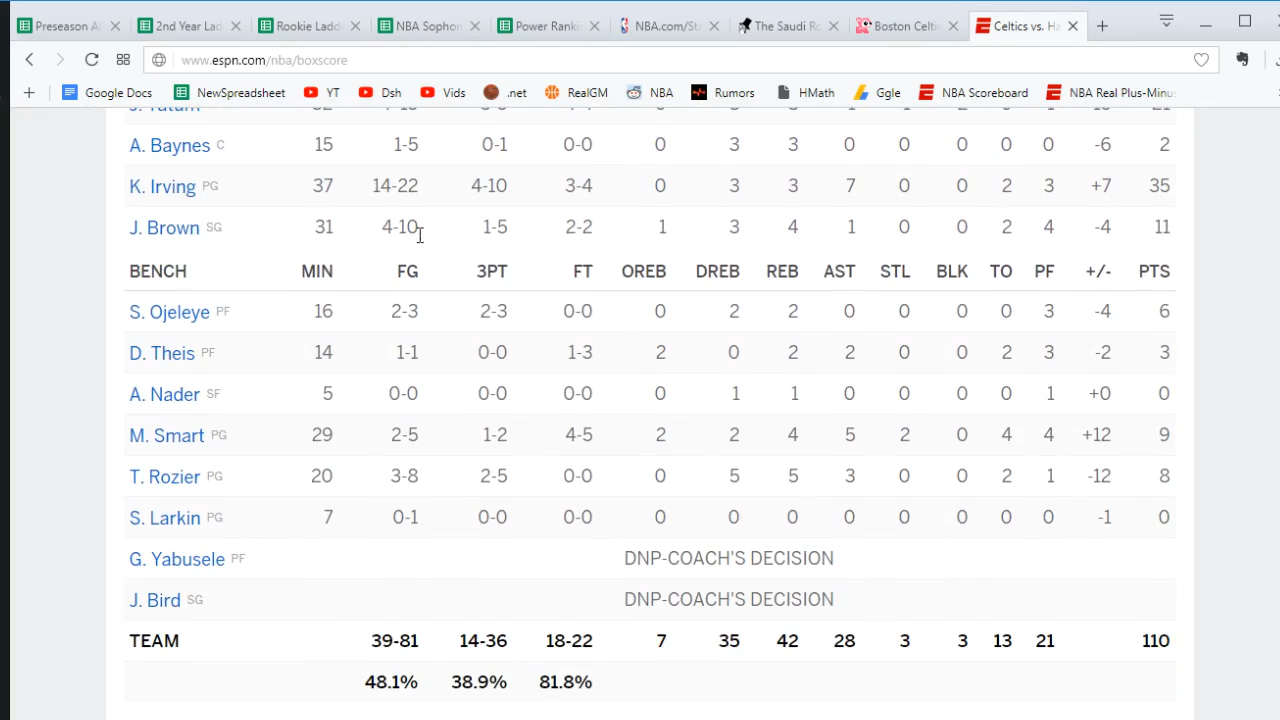 Preseason Al 2nd Year Lad Rookie Ladd NBA Sophon Power Rank NBA.com/St The Saudi Ro Boston Celti Celtics vs. Ha
www.espn.com/nba/boxscore
Google Docs NewSpreadsheet YT Dsh Vids .net RealGM NBA Rumors HMath Ggle NBA Scoreboard NBA Real Plus-Minus
J. Tatum
A. Baynes C 15 1-5 0-1 0-0 0 3 3 0 0 0 0 0 -6 2
K. Irving PG 37 14-22 4-10 3-4 0 3 3 7 0 0 2 3 +7 35
J. Brown SG 31 4-10 1-5 2-2 1 3 4 1 0 0 2 4 -4 11
BENCH MIN FG 3PT FT OREB DREB REB AST STL BLK TO PF +/- PTS
S. Ojeleye PF 16 2-3 2-3 0-0 0 2 2 0 0 0 0 3 -4 6
D. Theis PF 14 1-1 0-0 1-3 2 0 2 2 0 0 2 3 -2 3
A. Nader SF 5 0-0 0-0 0-0 0 1 1 0 0 0 0 1 +0 0
M. Smart PG 29 2-5 1-2 4-5 2 2 4 5 2 0 4 4 +12 9
T. Rozier PG 20 3-8 2-5 0-0 0 5 5 3 0 0 2 1 -12 8
S. Larkin PG 7 0-1 0-0 0-0 0 0 0 0 0 0 0 0 -1 0
G. Yabusele PF DNP-COACH'S DECISION
J. Bird SG DNP-COACH'S DECISION
TEAM 39-81 14-36 18-22 7 35 42 28 3 3 13 21 110
48.1% 38.9% 81.8%